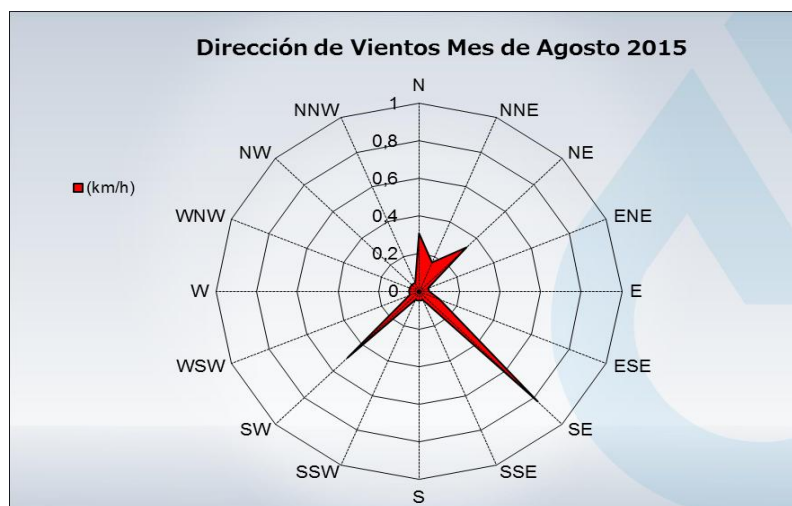 Dirección de Vientos Mes de Agosto 2015
N
NNW
1
NNE
0,8
NW
NE
0,6
(km/h)
0,4
WNW
ENE
0,2
W
0
E
WSW
ESE
SW
SE
SSW
SSE
S